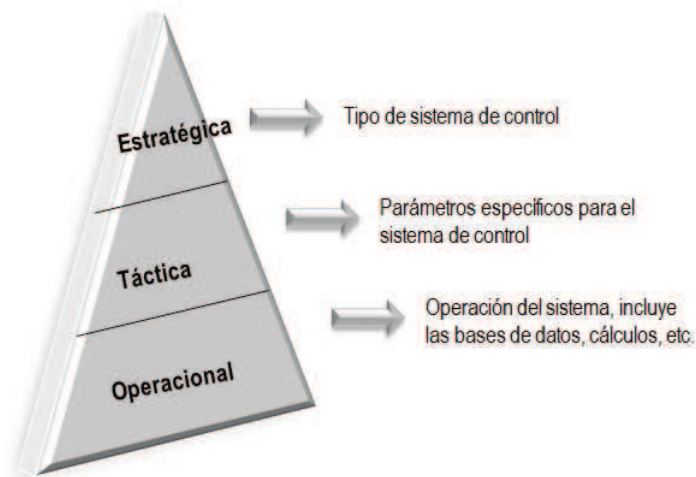 Estratégica
Tipo de sistema de control
Táctica
Parámetros específicos para el
sistema de control
Operacional
Operación del sistema, incluye
las bases de datos, cálculos, etc.